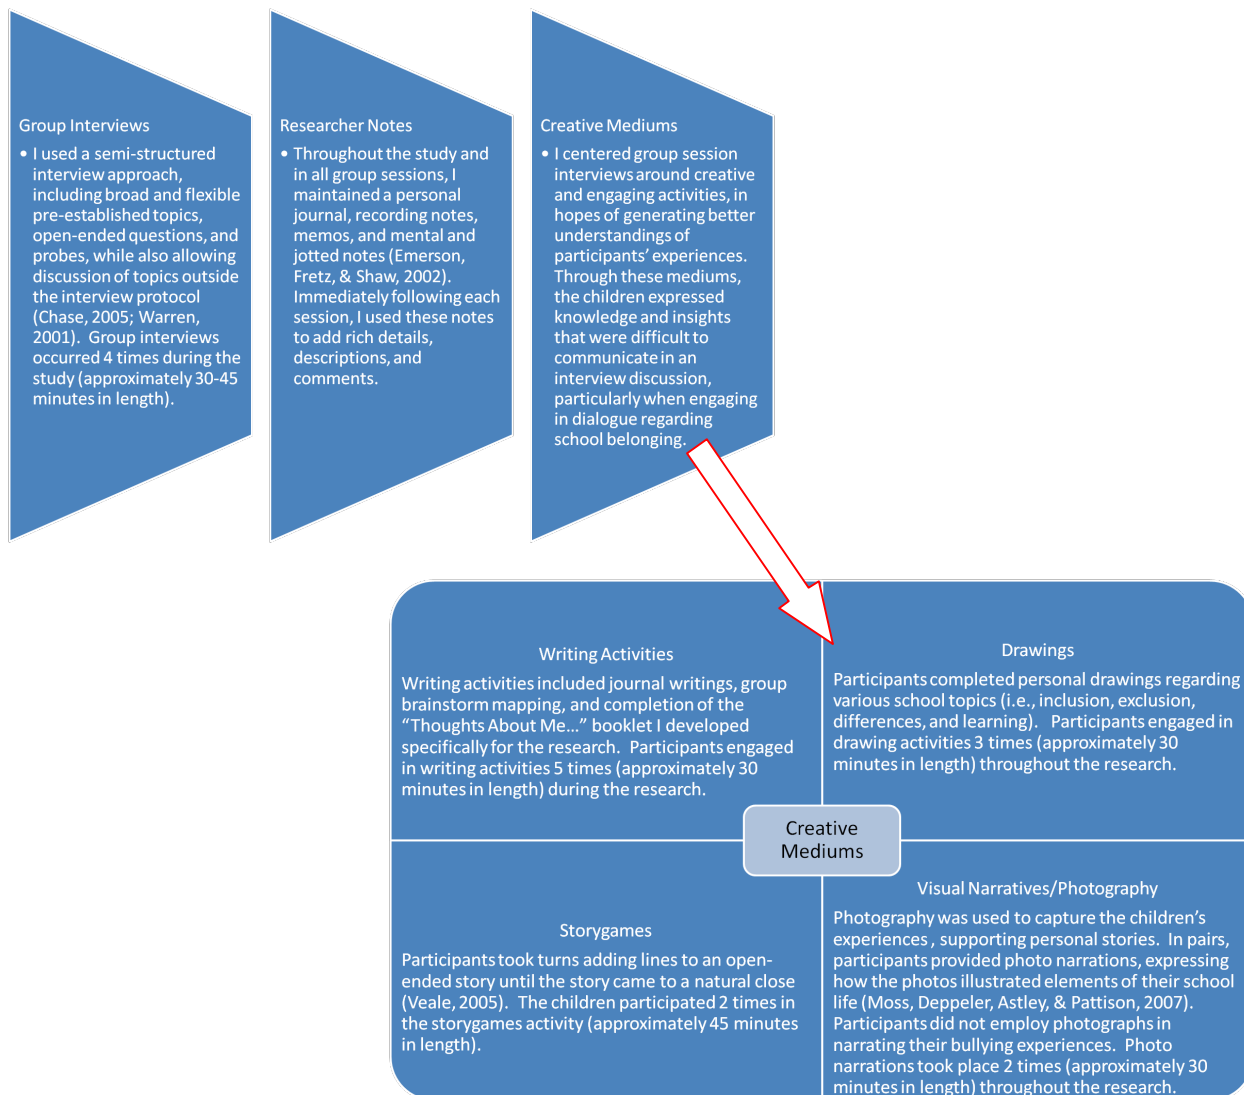 Group Interviews
• I used a semi-structured
interview approach,
including broad and flexible
pre-established topics,
open-ended questions, and
probes, while also allowing
discussion of topics outside
the interview protocol
(Chase, 2005; Warren,
2001).  Group interviews
occurred 4 times during the
study (approximately 30-45
minutes in length).
Researcher Notes
• Throughout the study and
in all group sessions, I
maintained a personal
journal, recording notes,
memos, and mental and
jotted notes (Emerson,
Fretz, & Shaw, 2002).
Immediately following each
session, I used these notes
to add rich details,
descriptions, and
comments.
Creative Mediums
• I centered group session
interviews around creative
and engaging activities, in
hopes of generating better
understandings of
participants’ experiences.
Through these mediums,
the children expressed
knowledge and insights
that were difficult to
communicate in an
interview discussion,
particularly when engaging
in dialogue regarding
school belonging.
Writing Activities
Writing activities included journal writings, group
brainstorm mapping, and completion of the
“Thoughts About Me...” booklet I developed
specifically for the research.  Participants engaged
in writing activities 5 times (approximately 30
minutes in length) during the research.
Drawings
Participants completed personal drawings regarding
various school topics (i.e., inclusion, exclusion,
differences, and learning).   Participants engaged in
drawing activities 3 times (approximately 30
minutes in length) throughout the research.
Creative
Mediums
Storygames
Participants took turns adding lines to an open-
ended story until the story came to a natural close
(Veale, 2005).  The children participated 2 times in
the storygames activity (approximately 45 minutes
in length).
Visual Narratives/Photography
Photography was used to capture the children’s
experiences , supporting personal stories.  In pairs,
participants provided photo narrations, expressing
how the photos illustrated elements of their school
life (Moss, Deppeler, Astley, & Pattison, 2007).
Participants did not employ photographs in
narrating their bullying experiences.  Photo
narrations took place 2 times (approximately 30
minutes in length) throughout the research.